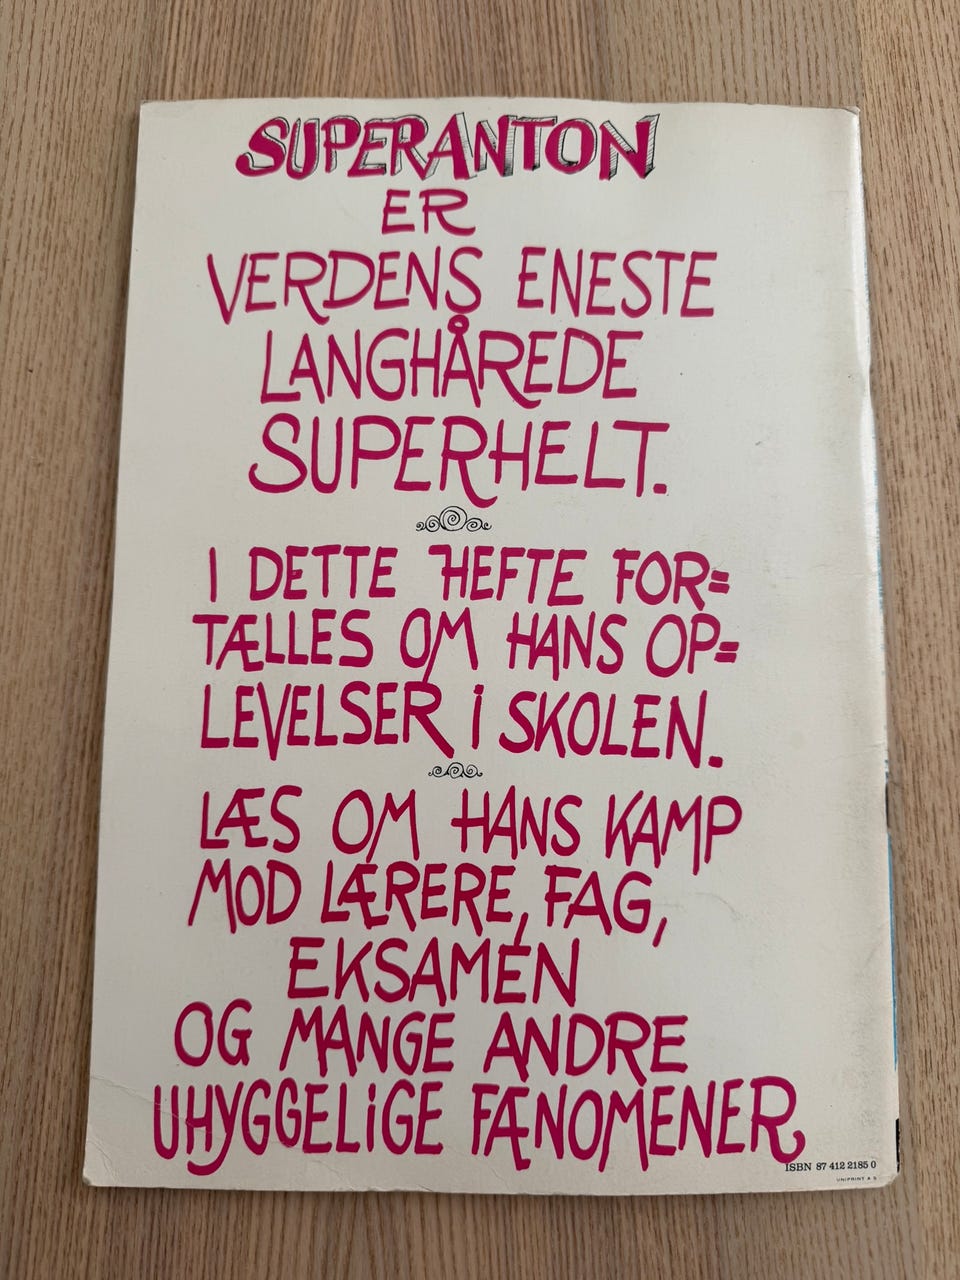 SUPERANTON
ER
VERDENS ENESTE
LANGHÅREDE
SUPERHELT.
I DETTE HEFTE FOR=
TÆLLES OM HANS OP=
LEVELSER i SKOLEN.
LÆS OM HANS KAMP
MOD LÆRERE, FAG,
EKSAMEN
OG MANGE ANDRE
UHYGGELiGE FÆNOMENER
ISBN 87 412 2185 0
UNIPRINT A S